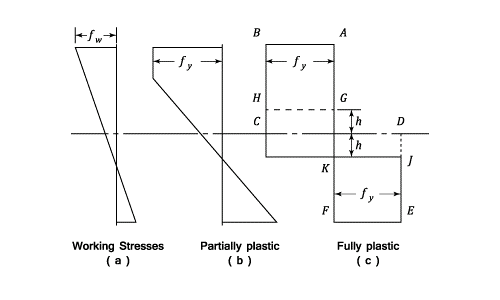 B A
f_w
f_y f_y
H G
C h D
h
K J
f_y
F E
Working Stresses Partially plastic Fully plastic
( a ) ( b ) ( c )